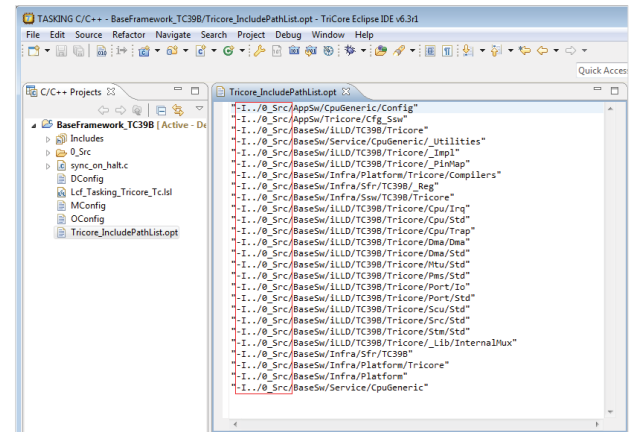 TASKING C/C++ - BaseFramework_TC39B/Tricore_IncludePathList.opt - TriCore Eclipse IDE v6.3r1
File Edit Source Refactor Navigate Search Project Debug Window Help
Quick Access
C/C++ Projects
Tricore_IncludePathList.opt
BaseFramework_TC39B [ Active - De
Includes
0_Src
sync_on_halt.c
DConfig
Lcf_Tasking_Tricore_Tc.lsl
MConfig
OConfig
Tricore_IncludePathList.opt
"-I../0_Src/AppSw/CpuGeneric/Config"
"-I../0_Src/AppSw/Tricore/Cfg_Ssw"
"-I../0_Src/BaseSw/iLLD/TC39B/Tricore"
"-I../0_Src/BaseSw/Service/CpuGeneric/_Utilities"
"-I../0_Src/BaseSw/iLLD/TC39B/Tricore/_Impl"
"-I../0_Src/BaseSw/iLLD/TC39B/Tricore/_PinMap"
"-I../0_Src/BaseSw/Infra/Platform/Tricore/Compilers"
"-I../0_Src/BaseSw/Infra/Sfr/TC39B/_Reg"
"-I../0_Src/BaseSw/Infra/Ssw/TC39B/Tricore"
"-I../0_Src/BaseSw/iLLD/TC39B/Tricore/Cpu/Irq"
"-I../0_Src/BaseSw/iLLD/TC39B/Tricore/Cpu/Std"
"-I../0_Src/BaseSw/iLLD/TC39B/Tricore/Cpu/Trap"
"-I../0_Src/BaseSw/iLLD/TC39B/Tricore/Dma/Dma"
"-I../0_Src/BaseSw/iLLD/TC39B/Tricore/Dma/Std"
"-I../0_Src/BaseSw/iLLD/TC39B/Tricore/Mtu/Std"
"-I../0_Src/BaseSw/iLLD/TC39B/Tricore/Pms/Std"
"-I../0_Src/BaseSw/iLLD/TC39B/Tricore/Port/Io"
"-I../0_Src/BaseSw/iLLD/TC39B/Tricore/Port/Std"
"-I../0_Src/BaseSw/iLLD/TC39B/Tricore/Scu/Std"
"-I../0_Src/BaseSw/iLLD/TC39B/Tricore/Src/Std"
"-I../0_Src/BaseSw/iLLD/TC39B/Tricore/Stm/Std"
"-I../0_Src/BaseSw/iLLD/TC39B/Tricore/_Lib/InternalMux"
"-I../0_Src/BaseSw/Infra/Sfr/TC39B"
"-I../0_Src/BaseSw/Infra/Platform/Tricore"
"-I../0_Src/BaseSw/Infra/Platform"
"-I../0_Src/BaseSw/Service/CpuGeneric"